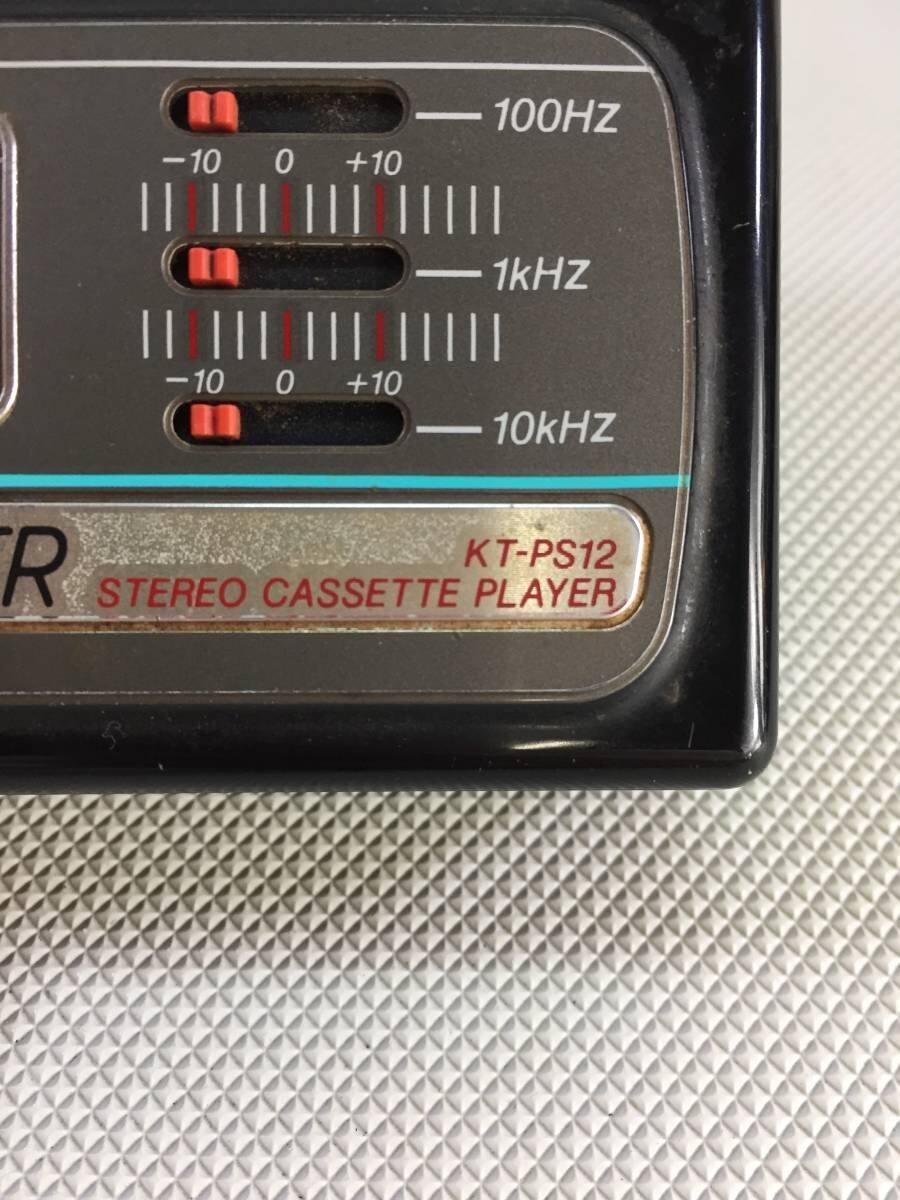 100Hz
−10 0 +10
1kHz
−10 0 +10
10kHz
KT-PS12
STEREO CASSETTE PLAYER